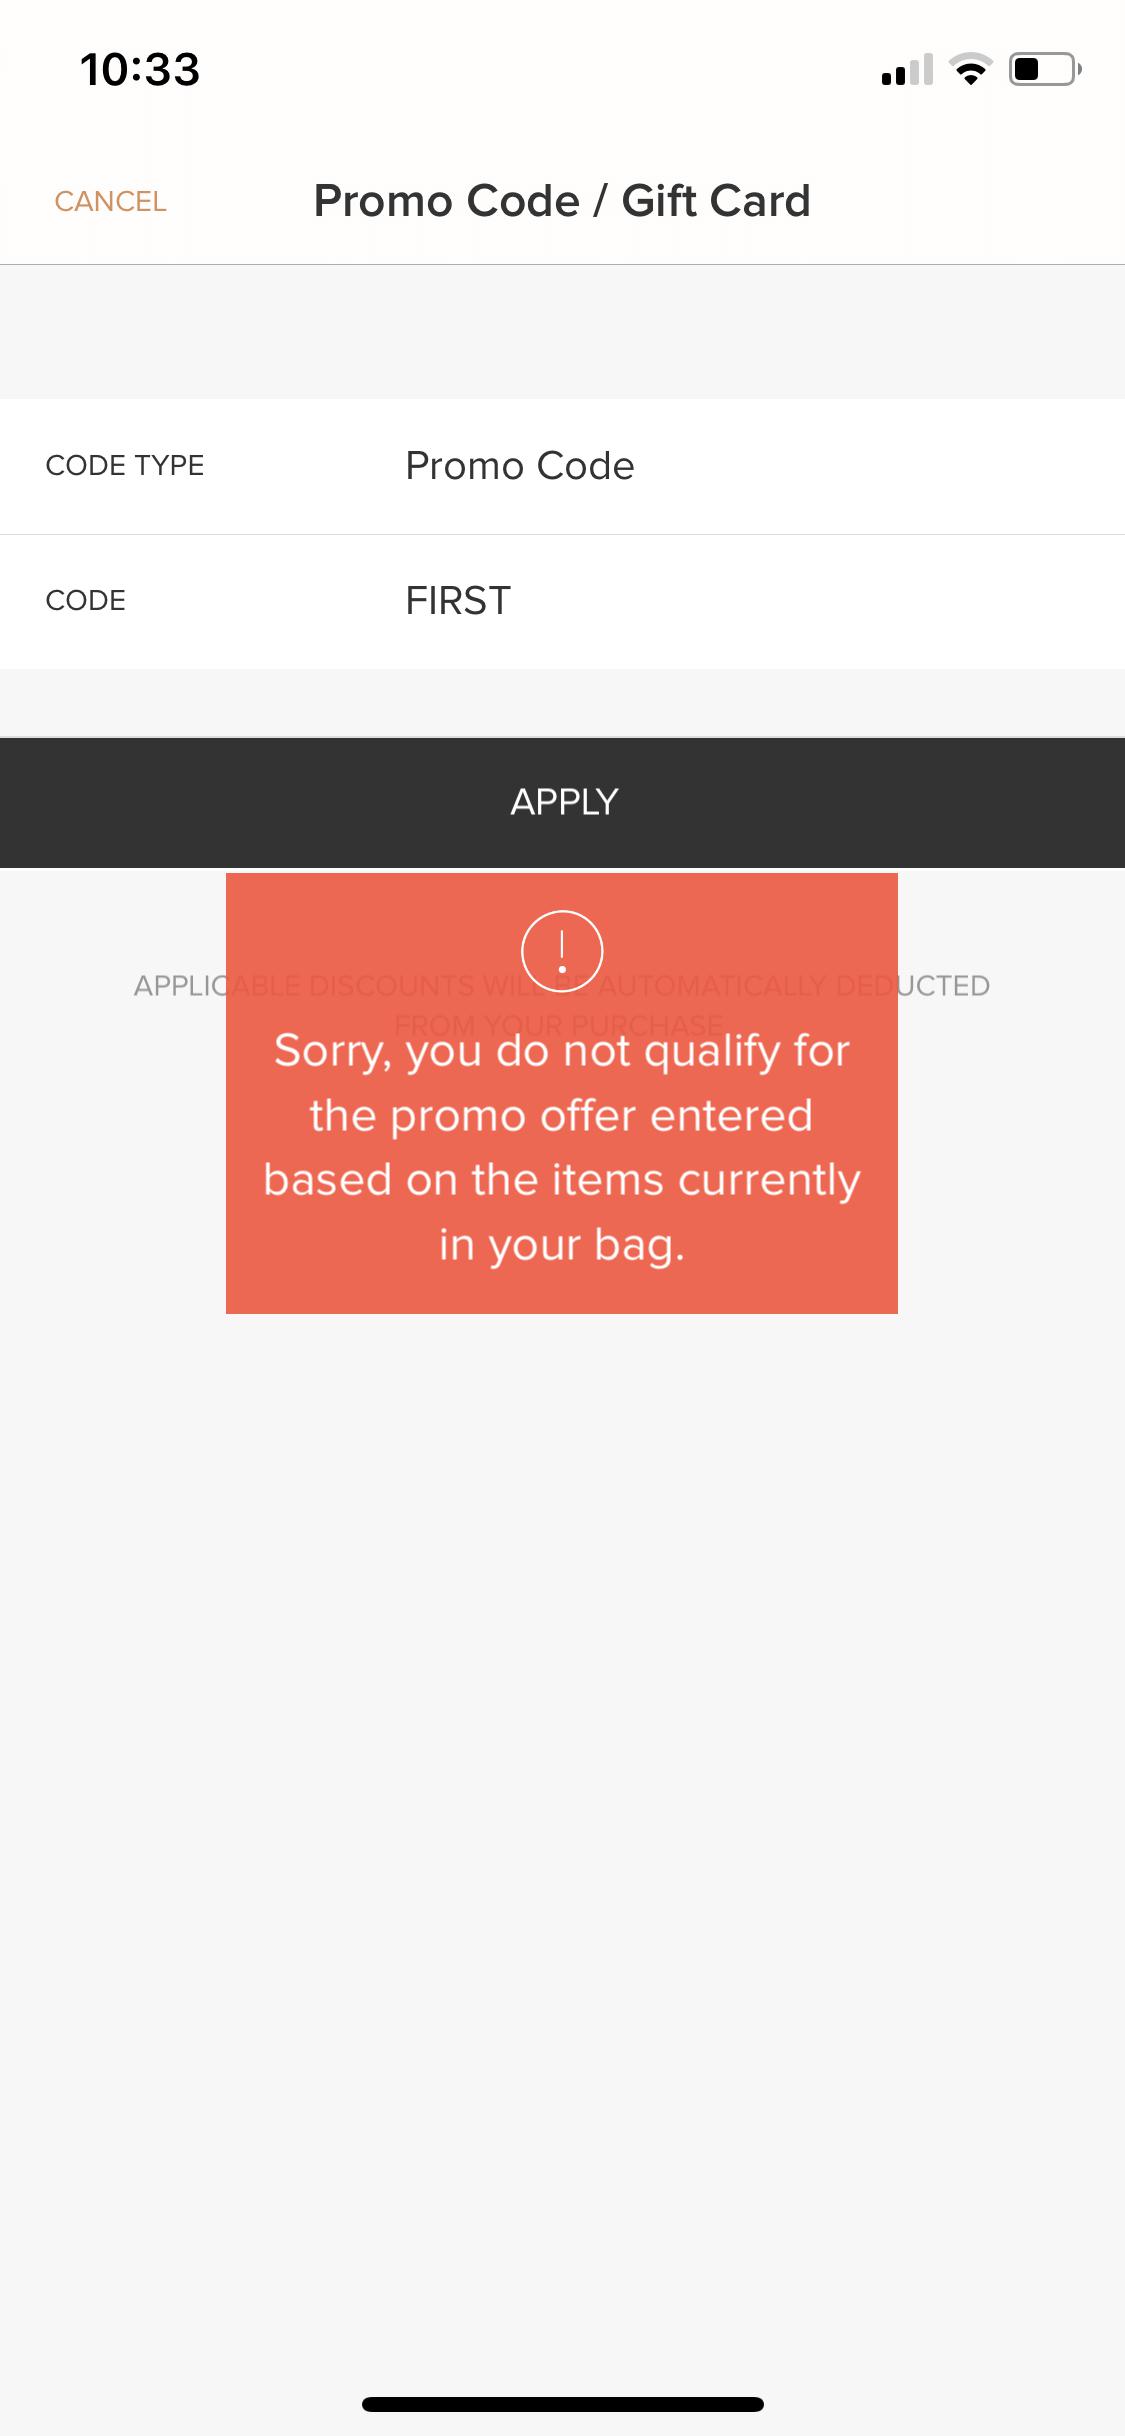 10:33
CANCEL
Promo Code / Gift Card
CODE TYPE
Promo Code
CODE
FIRST
APPLY
APPLICABLE DISCOUNTS WILL BE AUTOMATICALLY DEDUCTED
FROM YOUR PURCHASE
Sorry, you do not qualify for
the promo offer entered
based on the items currently
in your bag.